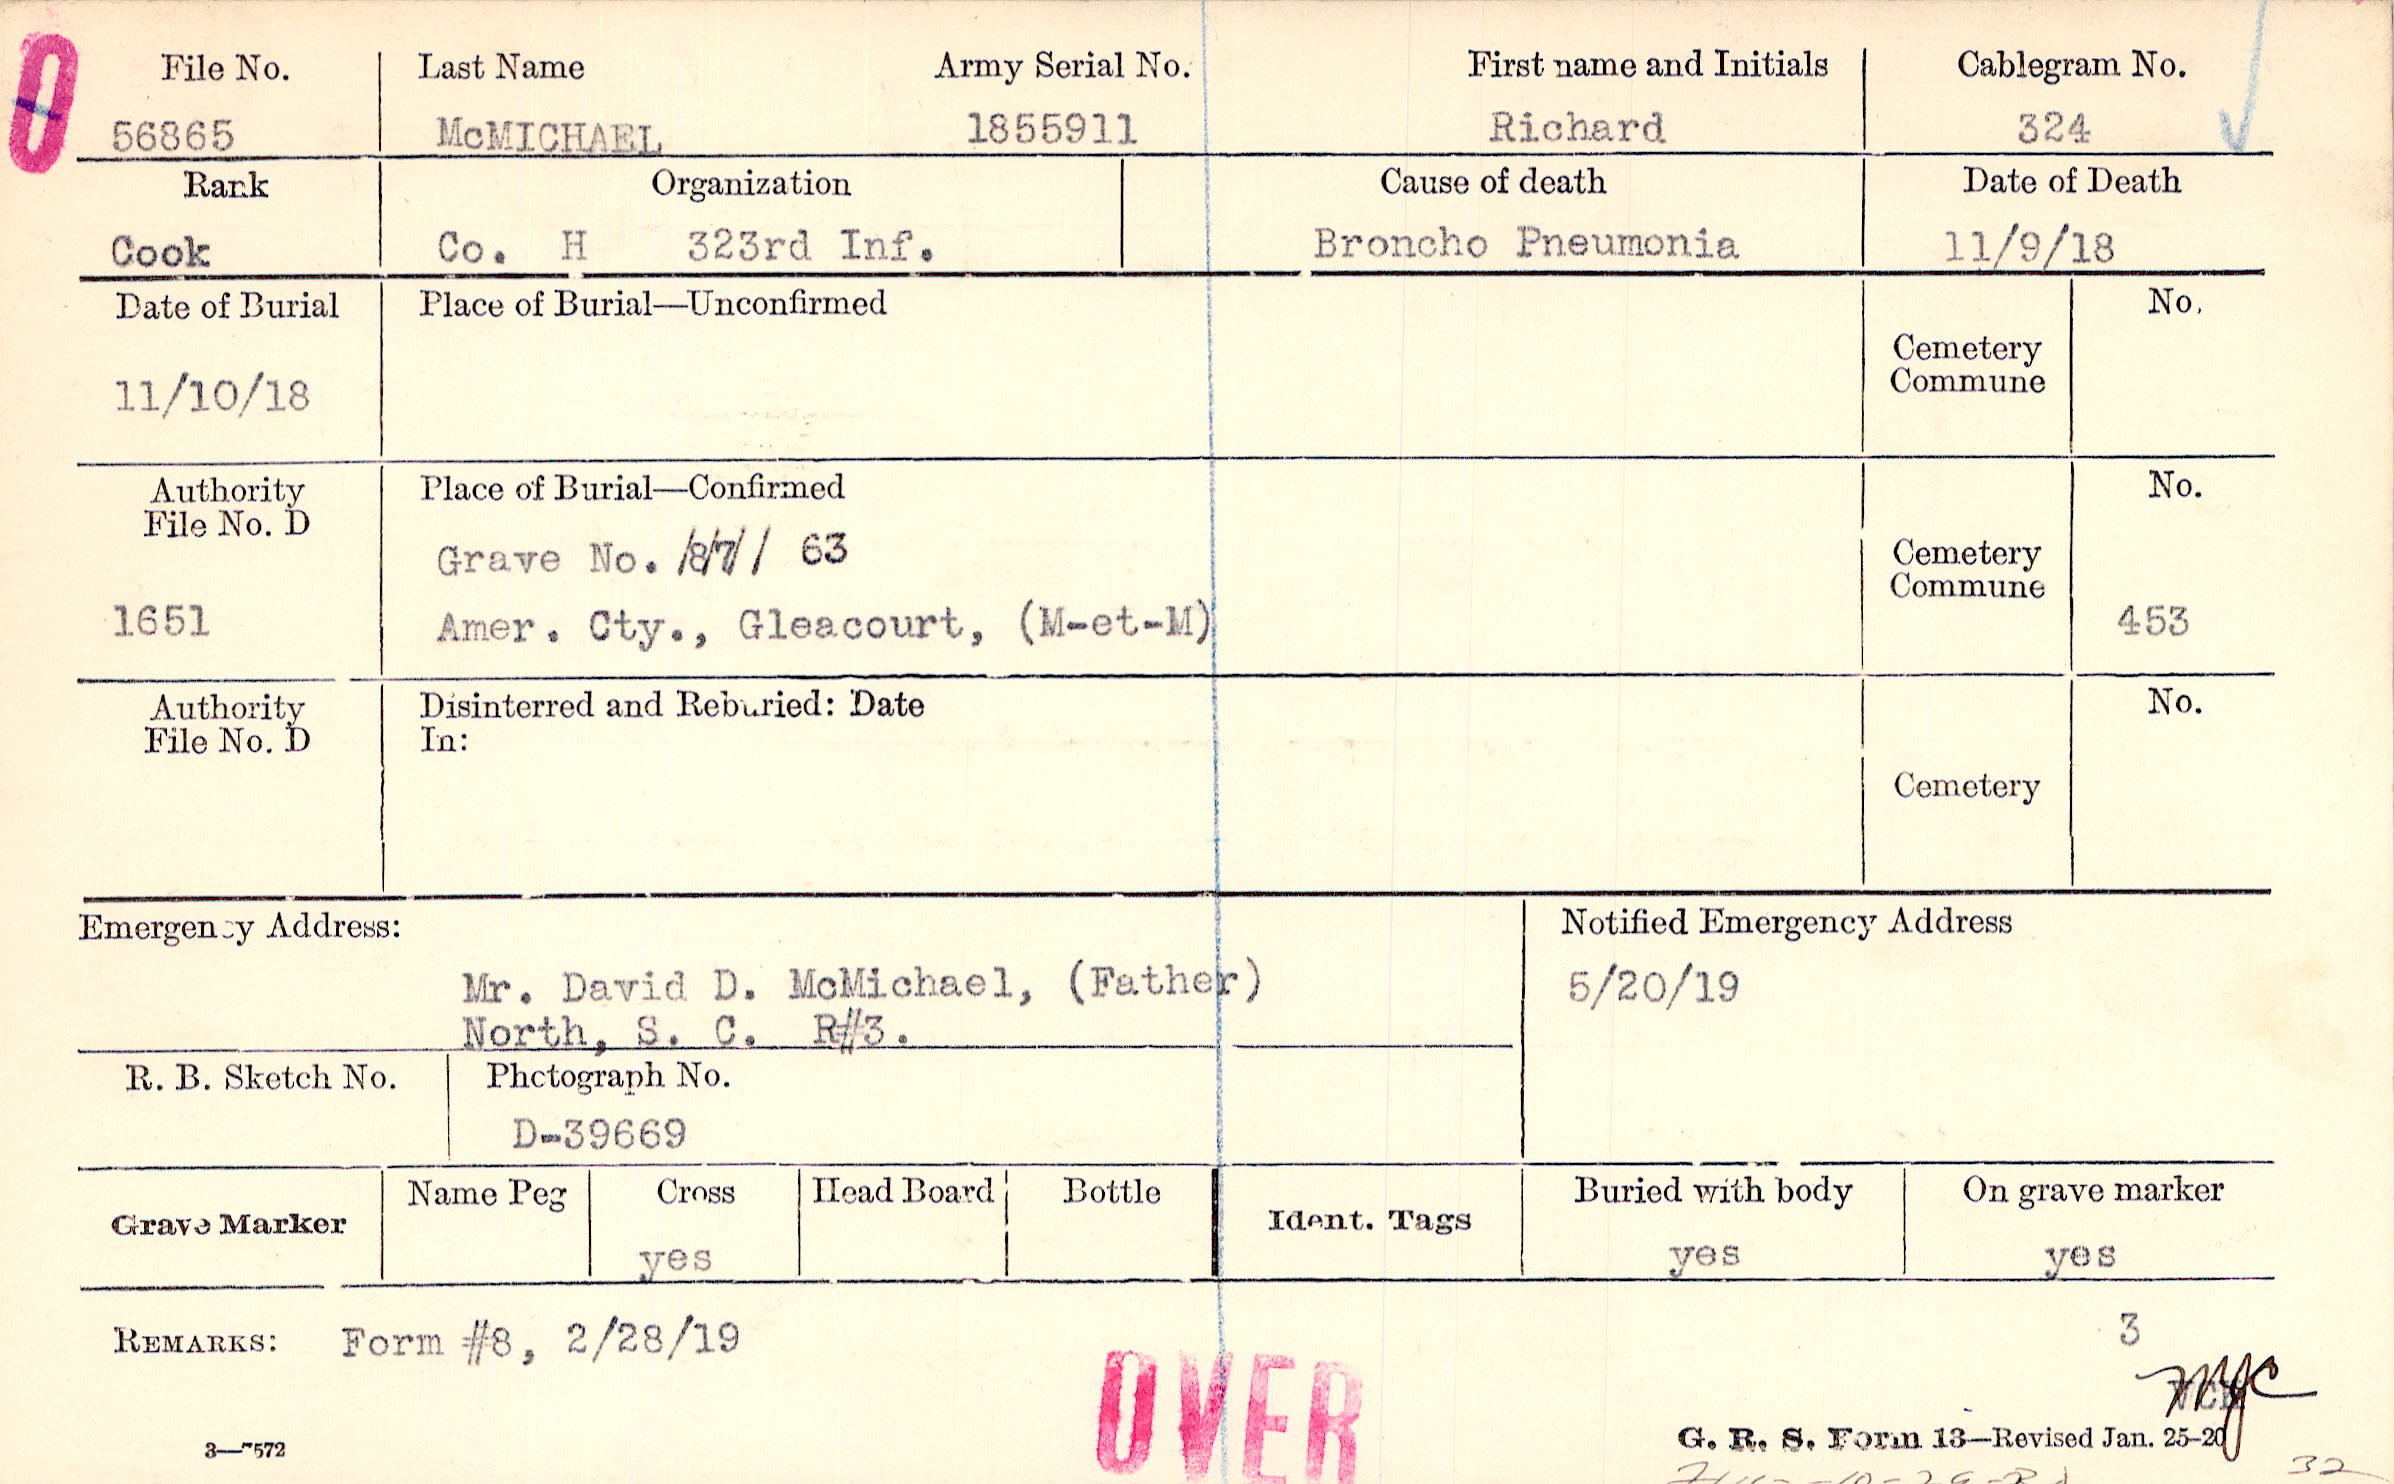 O
File No. Last Name Army Serial No. First name and Initials Cablegram No.
56865 McMICHAEL 1855911 Richard 324
Rank Organization Cause of death Date of Death
Cook Co. H 323rd Inf. Broncho Pneumonia 11/9/18
Date of Burial Place of Burial—Unconfirmed No.
Cemetery
Commune
11/10/18
Authority Place of Burial—Confirmed No.
File No. D
Grave No. /87/ 63
Cemetery
Commune
1651 Amer. Cty., Gleacourt, (M-et-M) 453
Authority Disinterred and Reburied: Date No.
File No. D In:
Cemetery
Emergency Address: Notified Emergency Address
Mr. David D. McMichael, (Father) 5/20/19
North, S. C. R#3.
R. B. Sketch No. Photograph No.
D-39669
Grave Marker Name Peg Cross Head Board Bottle Ident. Tags Buried with body On grave marker
yes yes yes
REMARKS: Form #8, 2/28/19 3
OVER
3—7572 G. R. S. Form 13—Revised Jan. 25-20
32